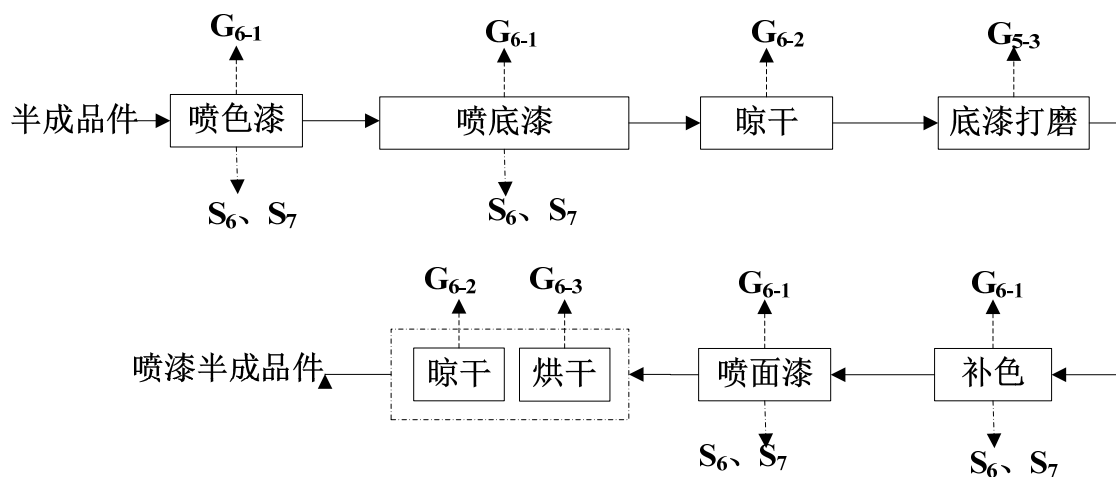 G6-1 G6-1 G6-2 G5-3
半成品件 喷色漆 喷底漆 晾干 底漆打磨
S6、S7 S6、S7
G6-2 G6-3 G6-1 G6-1
喷漆半成品件 晾干 烘干 喷面漆 补色
S6、S7 S6、S7